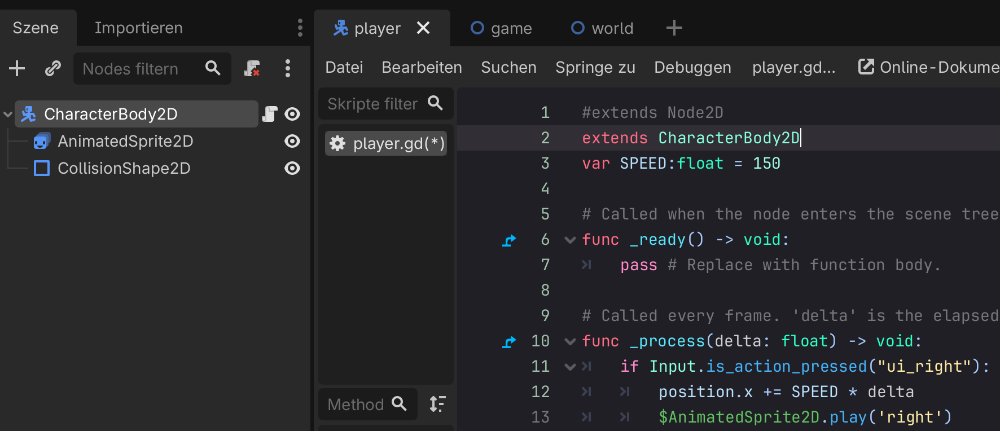 Szene
Importieren
player
game
world
Nodes filtern
Datei
Bearbeiten
Suchen
Springe zu
Debuggen
player.gd...
Online-Dokume
CharacterBody2D
AnimatedSprite2D
CollisionShape2D
Skripte filter
player.gd(*)
Method
1 #extends Node2D
2 extends CharacterBody2D
3 var SPEED:float = 150
4
5 # Called when the node enters the scene tree
6 func _ready() -> void:
7 pass # Replace with function body.
8
9 # Called every frame. 'delta' is the elapsed
10 func _process(delta: float) -> void:
11 if Input.is_action_pressed("ui_right"):
12 position.x += SPEED * delta
13 $AnimatedSprite2D.play('right')